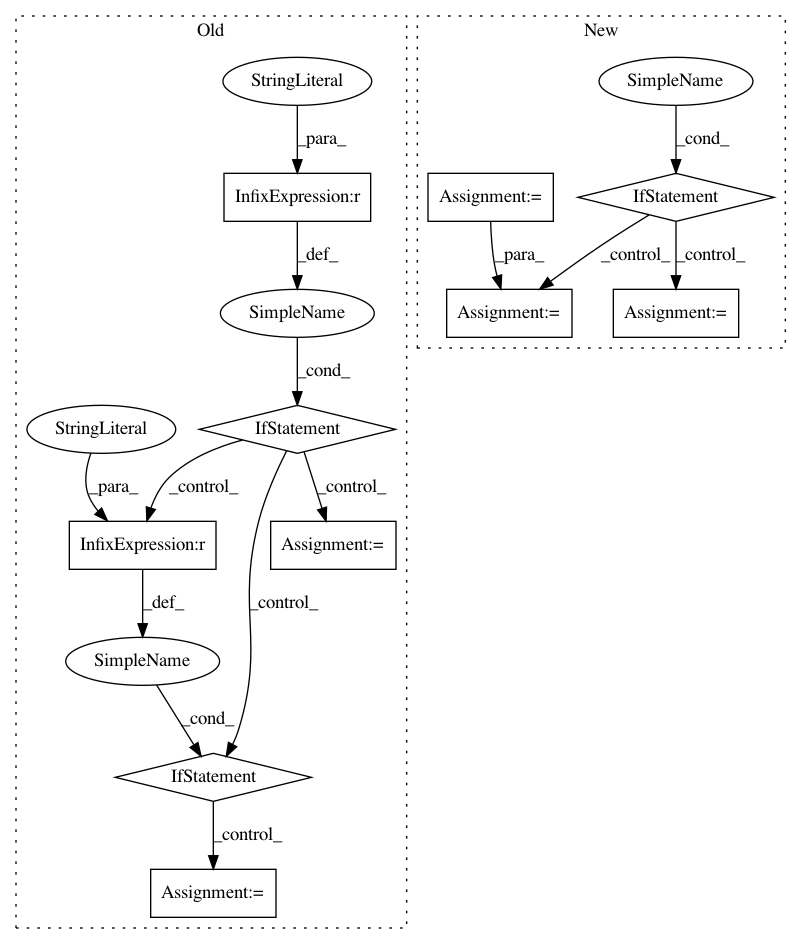 Old
New
StringLiteral
SimpleName
_para_
_cond_
InfixExpression:r
Assignment:=
IfStatement
_def_
_para_
_control_
_control_
SimpleName
Assignment:=
Assignment:=
_cond_
StringLiteral
IfStatement
_para_
_control_
_control_
InfixExpression:r
Assignment:=
_def_
_control_
SimpleName
_cond_
IfStatement
_control_
Assignment:=